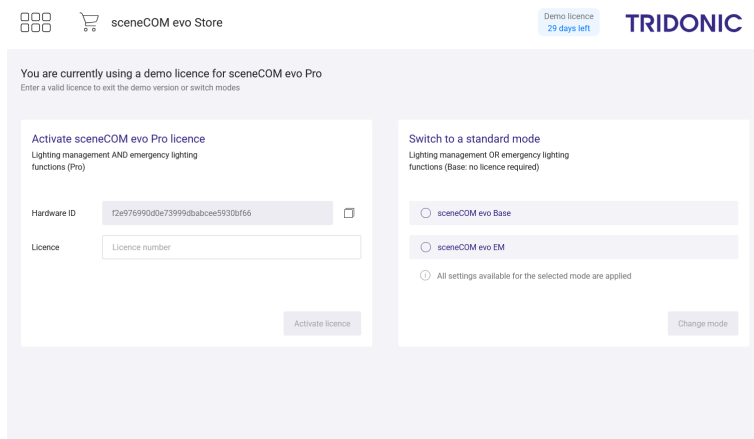 sceneCOM evo Store
Demo licence
29 days left
TRIDONIC
You are currently using a demo licence for sceneCOM evo Pro
Enter a valid licence to exit the demo version or switch modes
Activate sceneCOM evo Pro licence
Lighting management AND emergency lighting
functions (Pro)
Hardware ID
f2e976990d0e73999dbabcee5930bf66
Licence
Licence number
Activate licence
Switch to a standard mode
Lighting management OR emergency lighting
functions (Base: no licence required)
sceneCOM evo Base
sceneCOM evo EM
All settings available for the selected mode are applied
Change mode